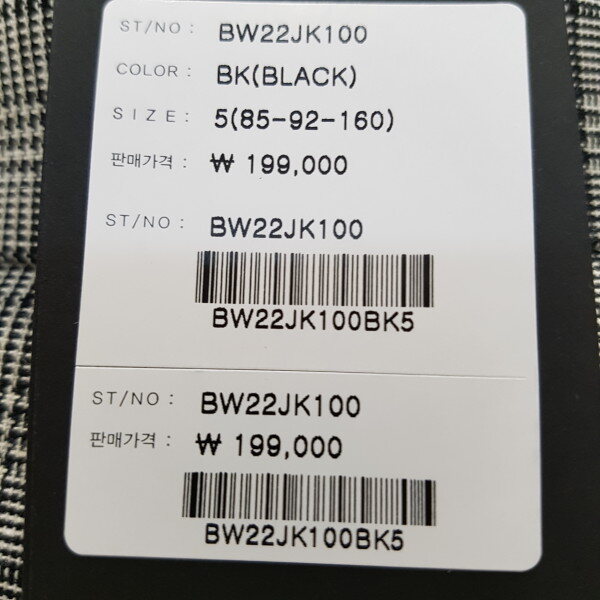 ST/NO : BW22JK100
COLOR : BK(BLACK)
SIZE : 5(85-92-160)
판매가격 : ₩ 199,000
ST/NO : BW22JK100
BW22JK100BK5
ST/NO : BW22JK100
판매가격 : ₩ 199,000
BW22JK100BK5